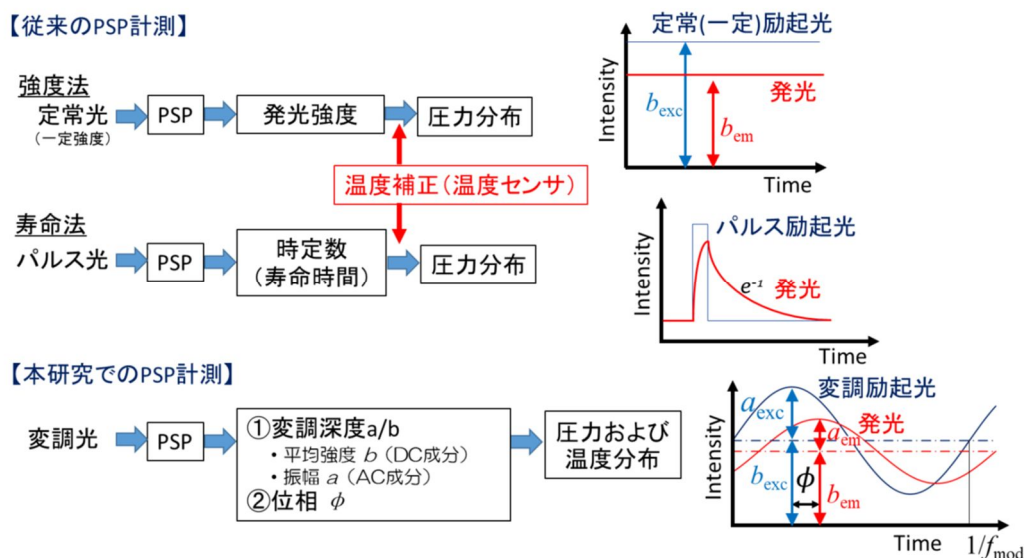 【従来のPSP計測】
強度法
定常光
(一定強度)
PSP
発光強度
圧力分布
温度補正(温度センサ)
寿命法
パルス光
PSP
時定数
(寿命時間)
圧力分布
定常(一定)励起光
発光
Intensity
bexc
bem
Time
パルス励起光
e-1 発光
Intensity
Time
【本研究でのPSP計測】
変調光
PSP
①変調深度a/b
・平均強度 b(DC成分)
・振幅 a(AC成分)
②位相 ϕ
圧力および
温度分布
変調励起光
発光
aexc
aem
Intensity
bexc
ϕ
bem
Time
1/fmod